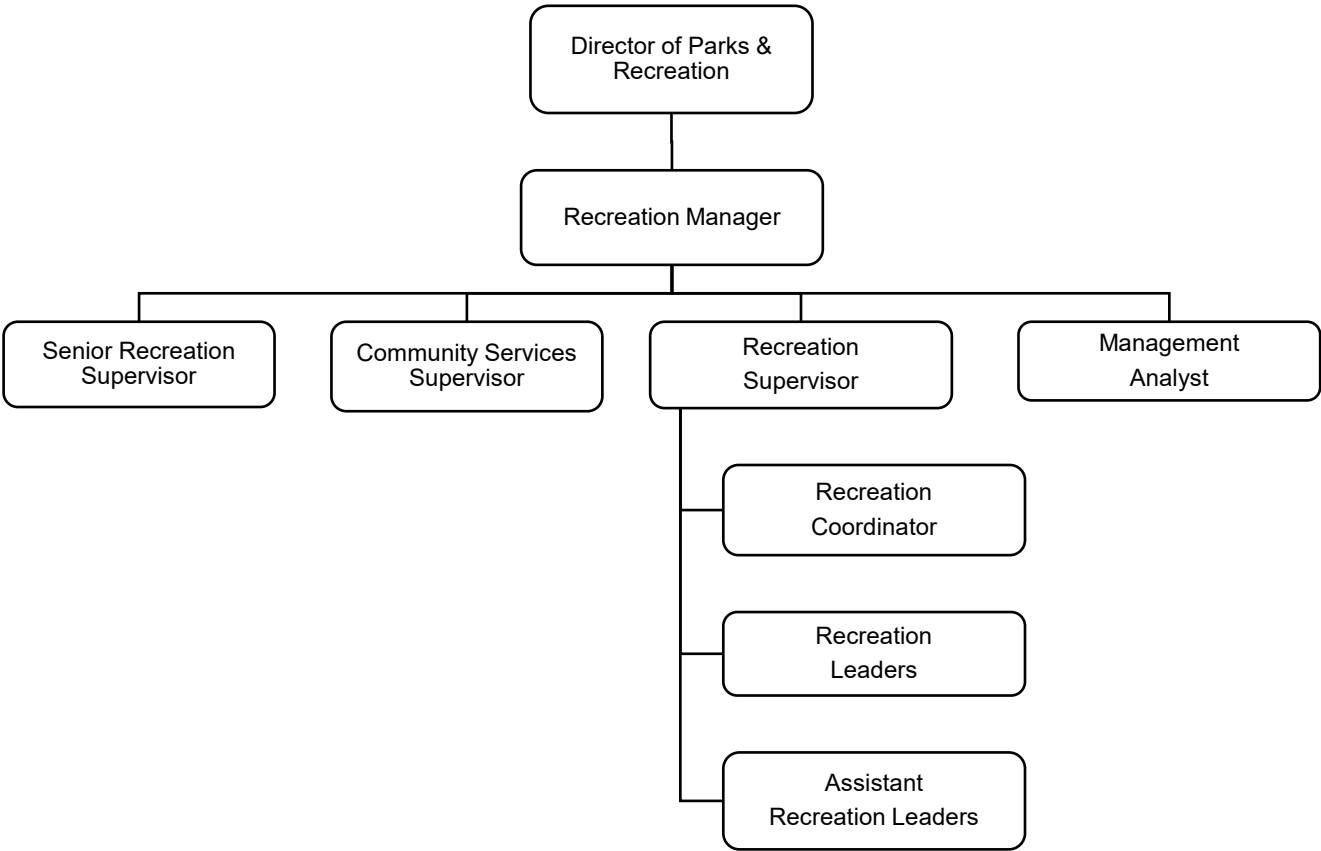 Director of Parks &
Recreation
Recreation Manager
Senior Recreation
Supervisor
Community Services
Supervisor
Recreation
Supervisor
Management
Analyst
Recreation
Coordinator
Recreation
Leaders
Assistant
Recreation Leaders